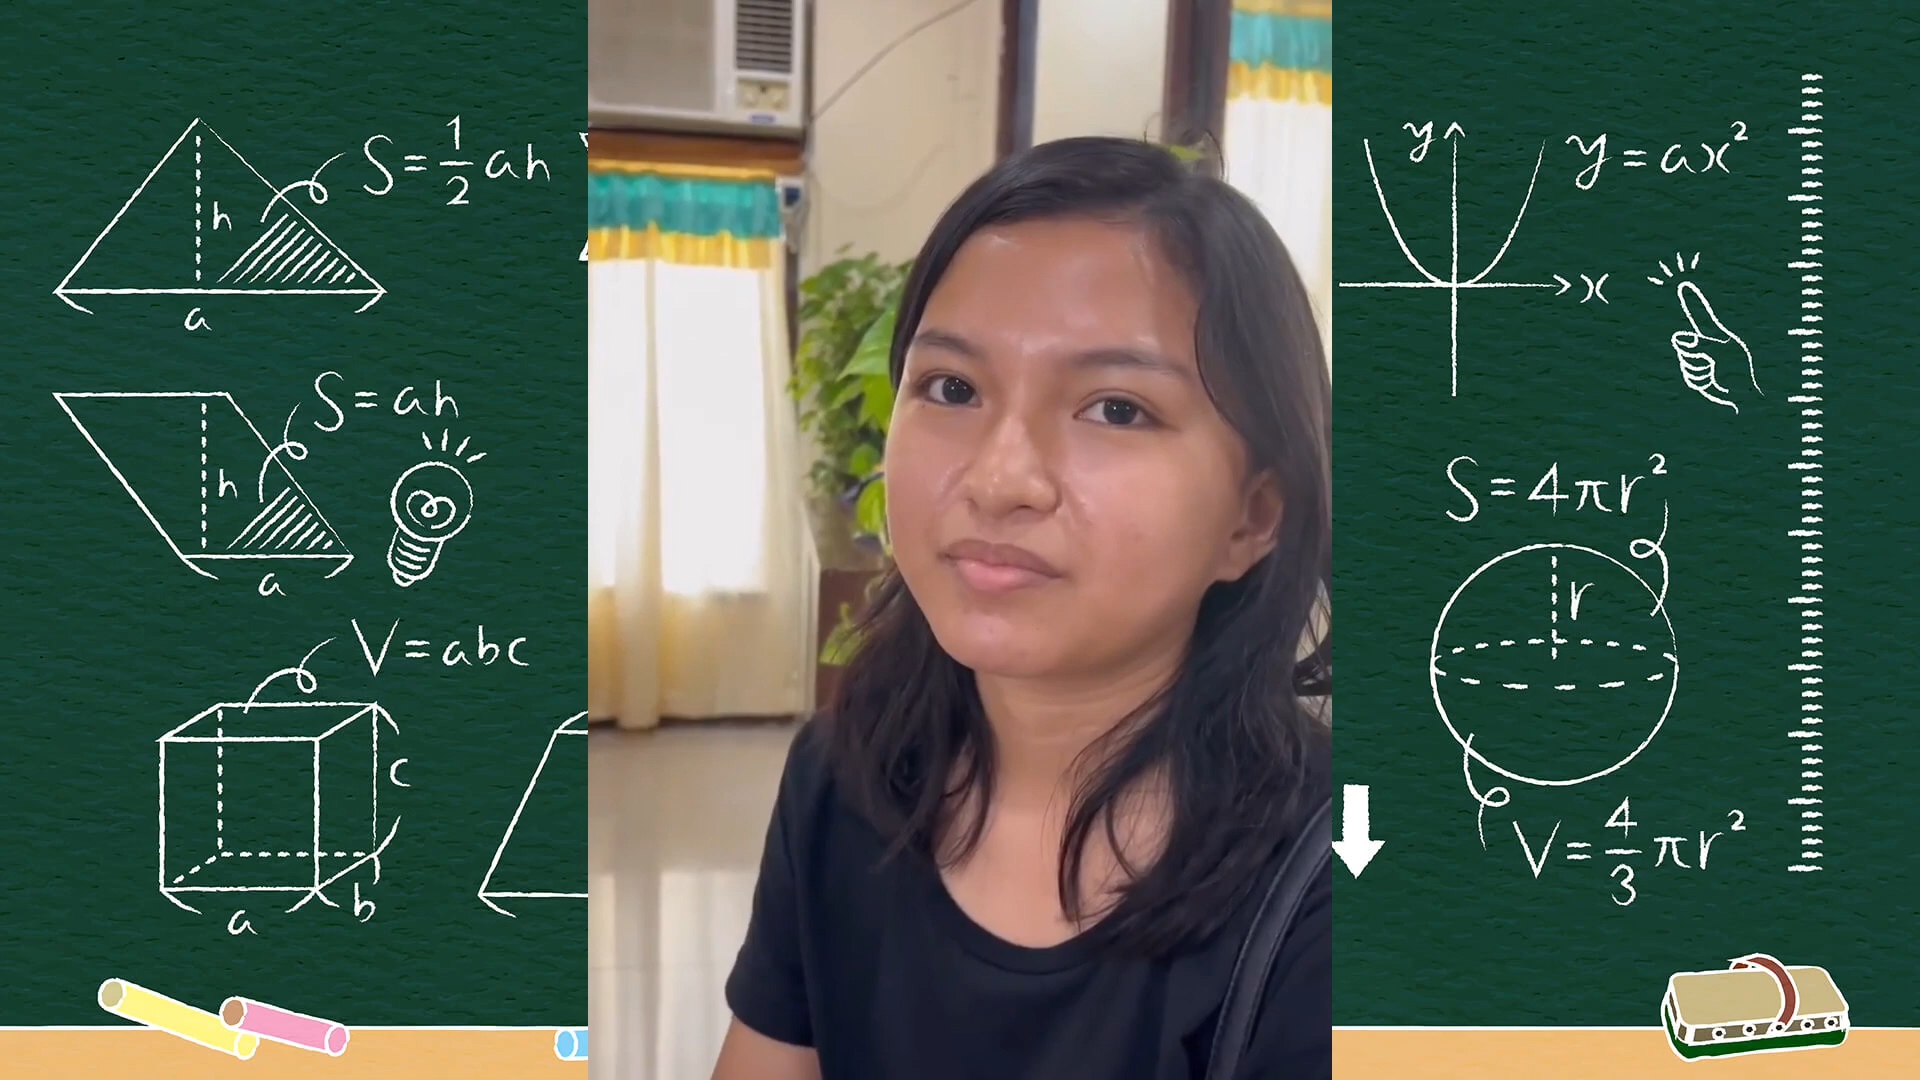 S=1/2ah
h
a
S=ah
h
a
V=abc
c
b
a
y
y=ax²
x
S=4πr²
r
V=4/3πr²